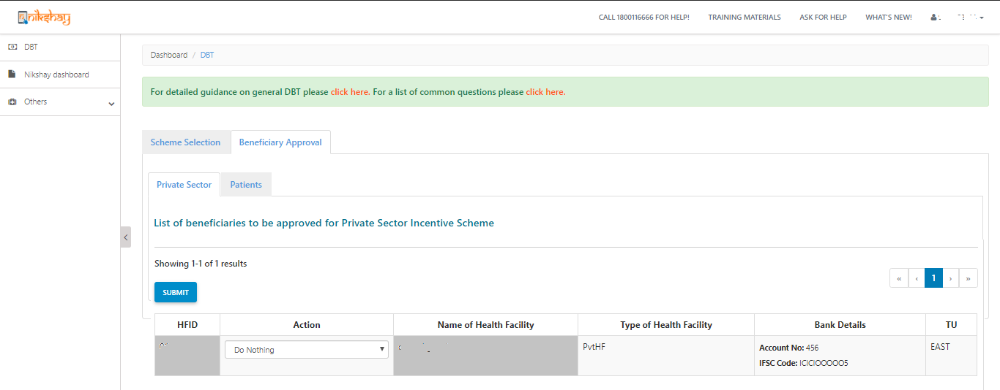 nikshay
CALL 1800116666 FOR HELP! TRAINING MATERIALS ASK FOR HELP WHAT'S NEW!
DBT
Nikshay dashboard
Others
Dashboard / DBT
For detailed guidance on general DBT please click here. For a list of common questions please click here.
Scheme Selection Beneficiary Approval
Private Sector Patients
List of beneficiaries to be approved for Private Sector Incentive Scheme
Showing 1-1 of 1 results
« ‹ 1 › »
SUBMIT
HFID Action Name of Health Facility Type of Health Facility Bank Details TU
Do Nothing PvtHF Account No: 456 EAST
IFSC Code: ICICIOOOOO5